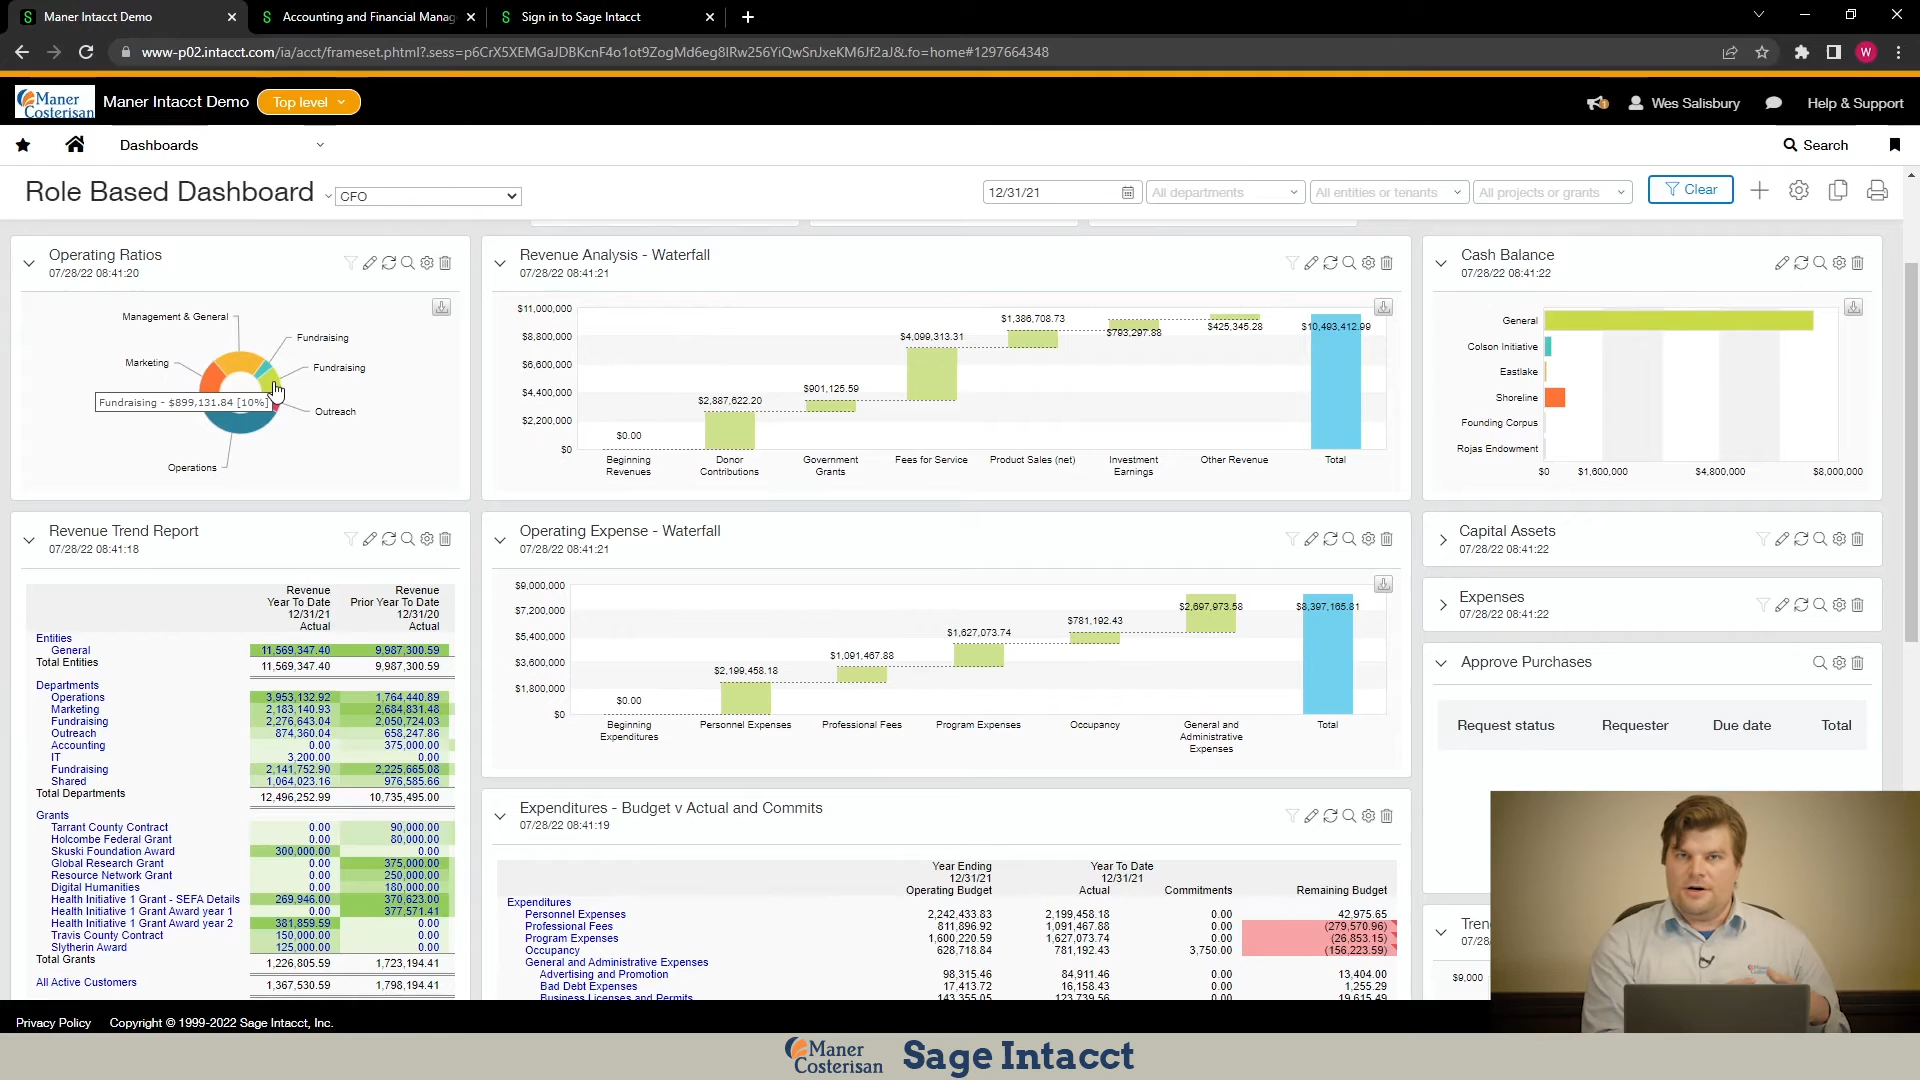 Maner Intacct Demo
Accounting and Financial Manag
Sign in to Sage Intacct
www-p02.intacct.com/ia/acct/frameset.phtml?.sess=p6CrX5XEMGaJDBKcnF4o1ot9ZogMd6eg8IRw256YiQwSnJxeKM6Jf2aJ&.fo=home#1297664348
W
Maner Costerisan
Maner Intacct Demo
Top level
1
Wes Salisbury
Help & Support
Dashboards
Search
Role Based Dashboard
CFO
12/31/21
All departments
All entities or tenants
All projects or grants
Clear
Operating Ratios
07/28/22 08:41:20
Management & General
Fundraising
Marketing
Fundraising
Fundraising - $899,131.84 [10%]
Outreach
Operations
Revenue Analysis - Waterfall
07/28/22 08:41:21
$11,000,000
$8,800,000
$6,600,000
$4,400,000
$2,200,000
$0
$0.00
$2,887,622.20
$901,125.59
$4,099,313.31
$1,386,708.73
$793,297.88
$425,345.28
$10,493,412.99
Beginning Revenues
Donor Contributions
Government Grants
Fees for Service
Product Sales (net)
Investment Earnings
Other Revenue
Total
Cash Balance
07/28/22 08:41:22
General
Colson Initiative
Eastlake
Shoreline
Founding Corpus
Rojas Endowment
$0 $1,600,000 $4,800,000 $8,000,000
Revenue Trend Report
07/28/22 08:41:18
Revenue Revenue
Year To Date Prior Year To Date
12/31/21 12/31/20
Actual Actual
Entities
General 11,569,347.40 9,987,300.59
Total Entities 11,569,347.40 9,987,300.59
Departments
Operations 3,953,132.92 1,764,440.89
Marketing 2,183,140.93 2,684,831.48
Fundraising 2,276,643.04 2,050,724.03
Outreach 874,360.04 658,247.86
Accounting 0.00 375,000.00
IT 3,200.00 0.00
Fundraising 2,141,752.90 2,225,665.08
Shared 1,064,023.16 976,585.66
Total Departments 12,496,252.99 10,735,495.00
Grants
Tarrant County Contract 0.00 90,000.00
Holcombe Federal Grant 0.00 80,000.00
Skuski Foundation Award 300,000.00 0.00
Global Research Grant 0.00 375,000.00
Resource Network Grant 0.00 250,000.00
Digital Humanities 0.00 180,000.00
Health Initiative 1 Grant - SEFA Details 269,946.00 370,623.00
Health Initiative 1 Grant Award year 1 0.00 377,571.41
Health Initiative 1 Grant Award year 2 381,859.59 0.00
Travis County Contract 150,000.00 0.00
Slytherin Award 125,000.00 0.00
Total Grants 1,226,805.59 1,723,194.41
All Active Customers 1,367,530.59 1,798,194.41
Operating Expense - Waterfall
07/28/22 08:41:21
$9,000,000
$7,200,000
$5,400,000
$3,600,000
$1,800,000
$0
$0.00
$2,199,458.18
$1,091,467.88
$1,627,073.74
$781,192.43
$2,697,973.58
$8,397,165.81
Beginning Expenditures
Personnel Expenses
Professional Fees
Program Expenses
Occupancy
General and Administrative Expenses
Total
Expenditures - Budget v Actual and Commits
07/28/22 08:41:19
Year Ending Year To Date
12/31/21 12/31/21
Operating Budget Actual Commitments Remaining Budget
Expenditures
Personnel Expenses 2,242,433.83 2,199,458.18 0.00 42,975.65
Professional Fees 811,896.92 1,091,467.88 0.00 (279,570.96)
Program Expenses 1,600,220.59 1,627,073.74 0.00 (26,853.15)
Occupancy 628,718.84 781,192.43 3,750.00 (156,223.59)
General and Administrative Expenses
Advertising and Promotion 98,315.46 84,911.46 0.00 13,404.00
Bad Debt Expenses 17,413.72 16,158.43 0.00 1,255.29
Business Licenses and Permits 143,355.05 123,739.56 0.00 19,615.49
Capital Assets
07/28/22 08:41:22
Expenses
07/28/22 08:41:22
Approve Purchases
Request status Requester Due date Total
Tren
07/28
$9,000
Privacy Policy Copyright © 1999-2022 Sage Intacct, Inc.
Maner Costerisan
Sage Intacct